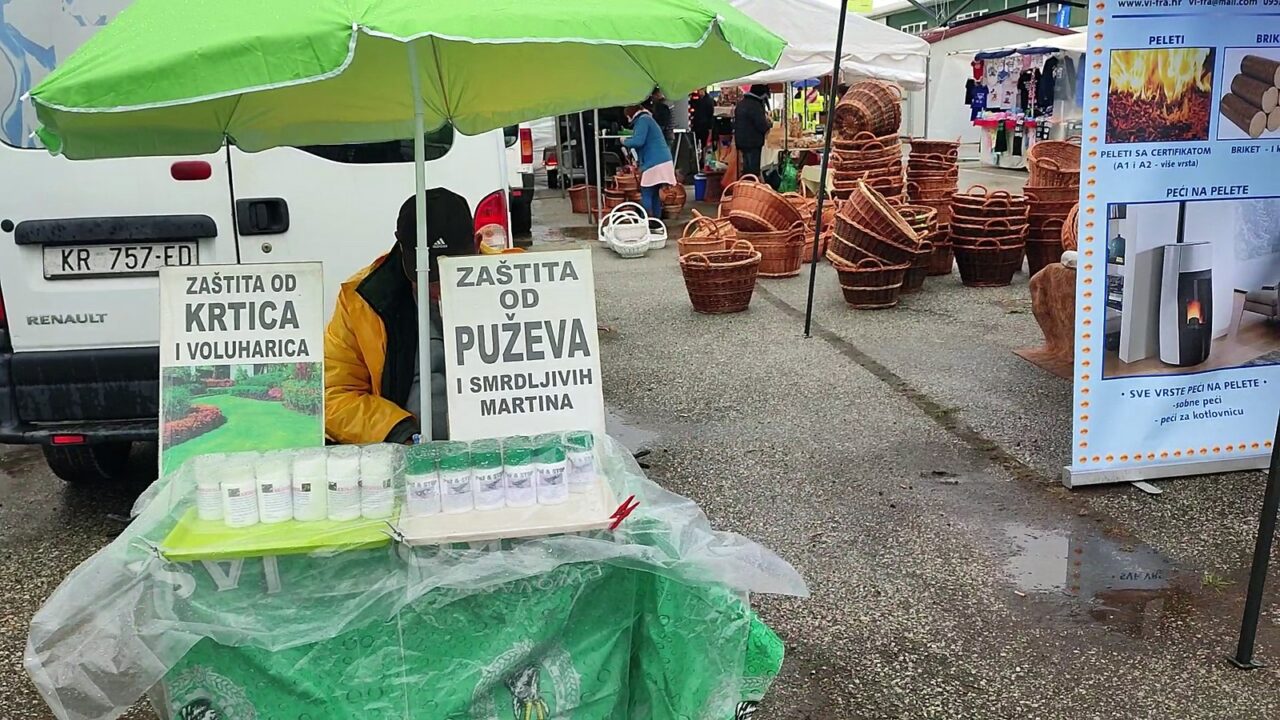 KR 757-ED
RENAULT
ZAŠTITA OD
KRTICA
I VOLUHARICA
ZAŠTITA
OD
PUŽEVA
I SMRDLJIVIH
MARTINA
www.vi-fra.hr
PELETI
PELETI SA CERTIFIKATOM
(A1 i A2 - više vrsta)
BRIKET - I
PEĆI NA PELETE
• SVE VRSTE PEĆI NA PELETE •
-sobne peći
- peći za kotlovnicu